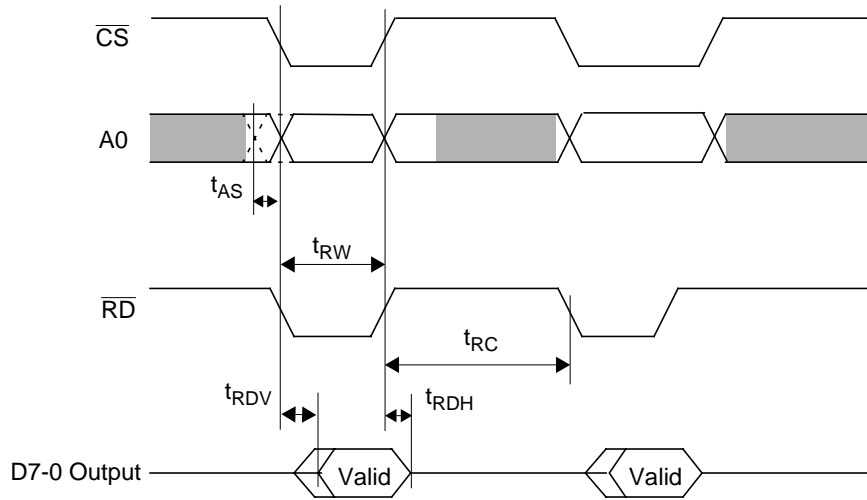 CS
A0
tAS
tRW
RD
tRC
tRDV
tRDH
D7-0 Output
Valid
Valid